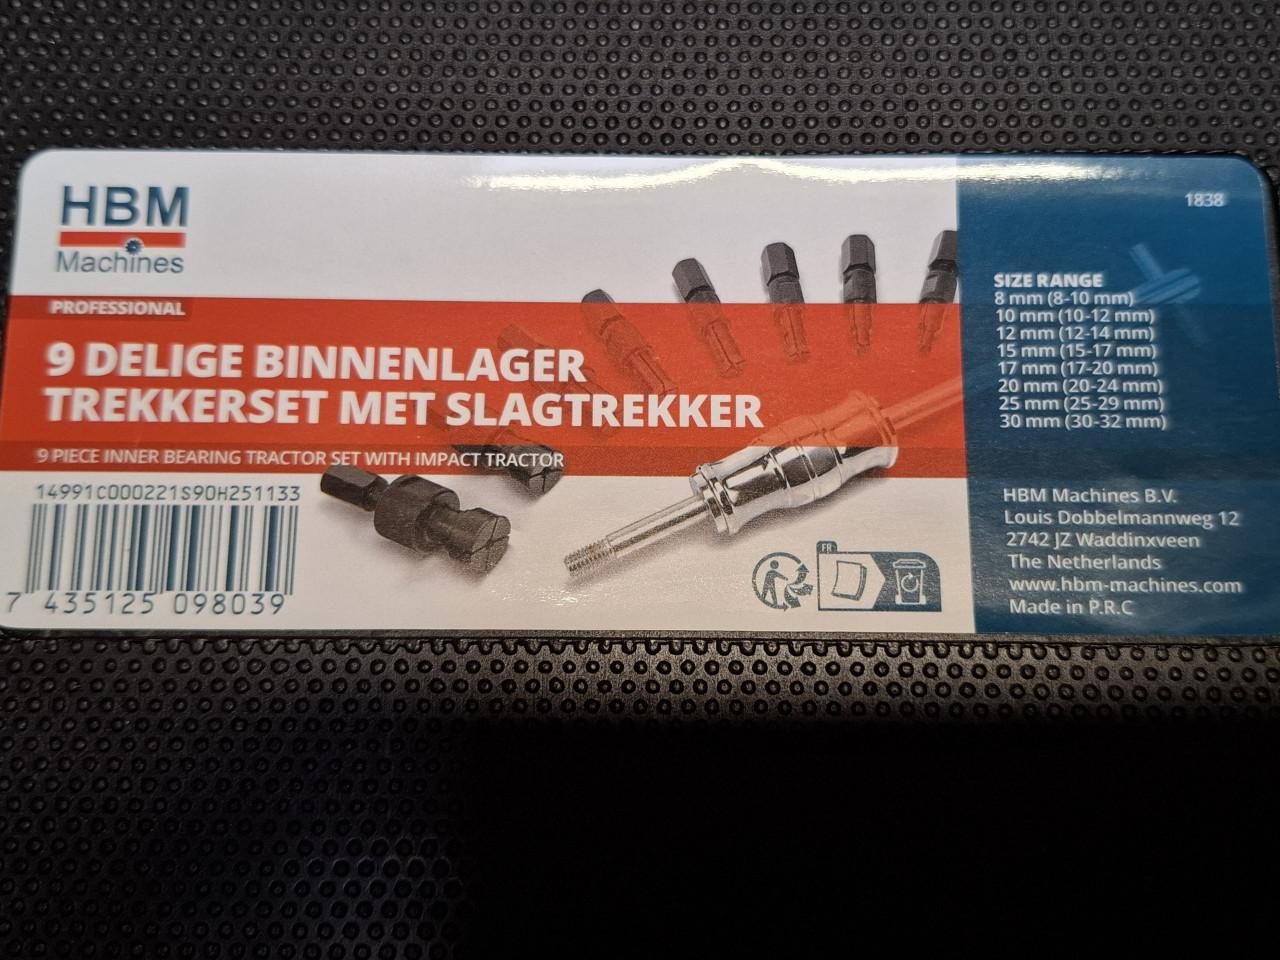 HBM
Machines
PROFESSIONAL
9 DELIGE BINNENLAGER
TREKKERSET MET SLAGTREKKER
9 PIECE INNER BEARING TRACTOR SET WITH IMPACT TRACTOR
14991C000221S90H251133
7 435125 098039
FR
1838
SIZE RANGE
8 mm (8-10 mm)
10 mm (10-12 mm)
12 mm (12-14 mm)
15 mm (15-17 mm)
17 mm (17-20 mm)
20 mm (20-24 mm)
25 mm (25-29 mm)
30 mm (30-32 mm)
HBM Machines B.V.
Louis Dobbelmannweg 12
2742 JZ Waddinxveen
The Netherlands
www.hbm-machines.com
Made in P.R.C